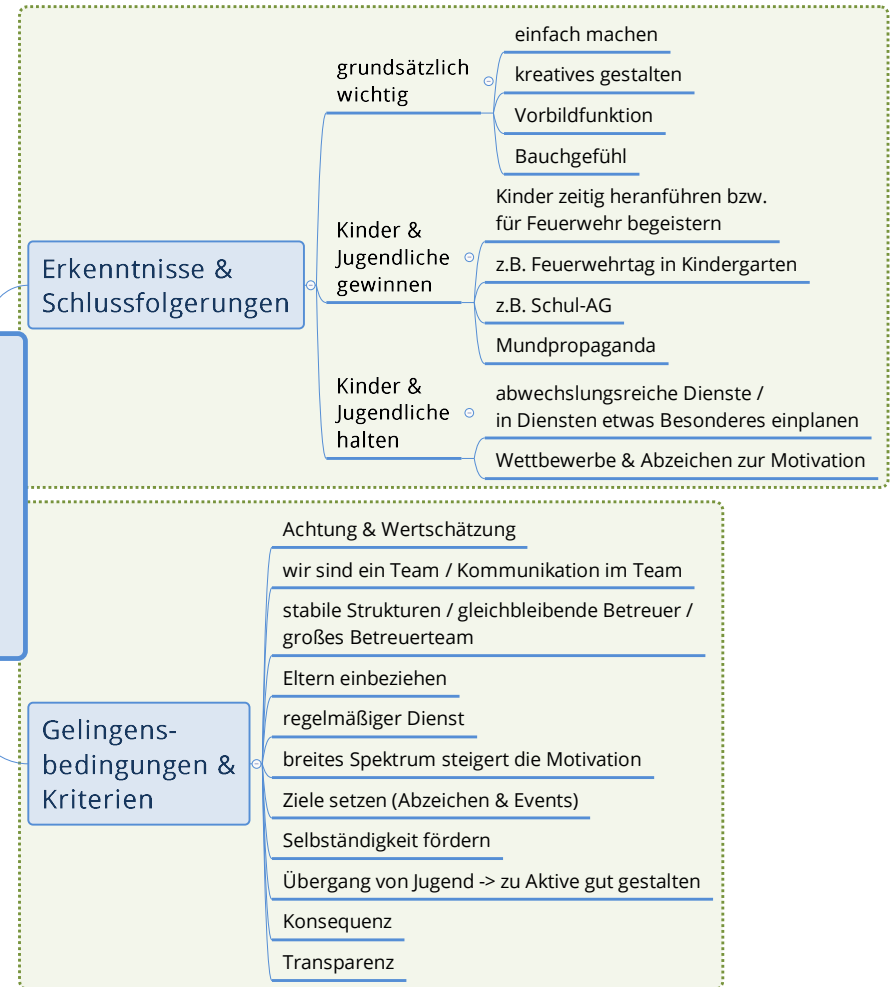 Erkenntnisse &
Schlussfolgerungen
grundsätzlich
wichtig
einfach machen
kreatives gestalten
Vorbildfunktion
Bauchgefühl
Kinder &
Jugendliche
gewinnen
Kinder zeitig heranführen bzw.
für Feuerwehr begeistern
z.B. Feuerwehrtag in Kindergarten
z.B. Schul-AG
Mundpropaganda
Kinder &
Jugendliche
halten
abwechslungsreiche Dienste /
in Diensten etwas Besonderes einplanen
Wettbewerbe & Abzeichen zur Motivation
Gelingens-
bedingungen &
Kriterien
Achtung & Wertschätzung
wir sind ein Team / Kommunikation im Team
stabile Strukturen / gleichbleibende Betreuer /
großes Betreuerteam
Eltern einbeziehen
regelmäßiger Dienst
breites Spektrum steigert die Motivation
Ziele setzen (Abzeichen & Events)
Selbständigkeit fördern
Übergang von Jugend -> zu Aktive gut gestalten
Konsequenz
Transparenz